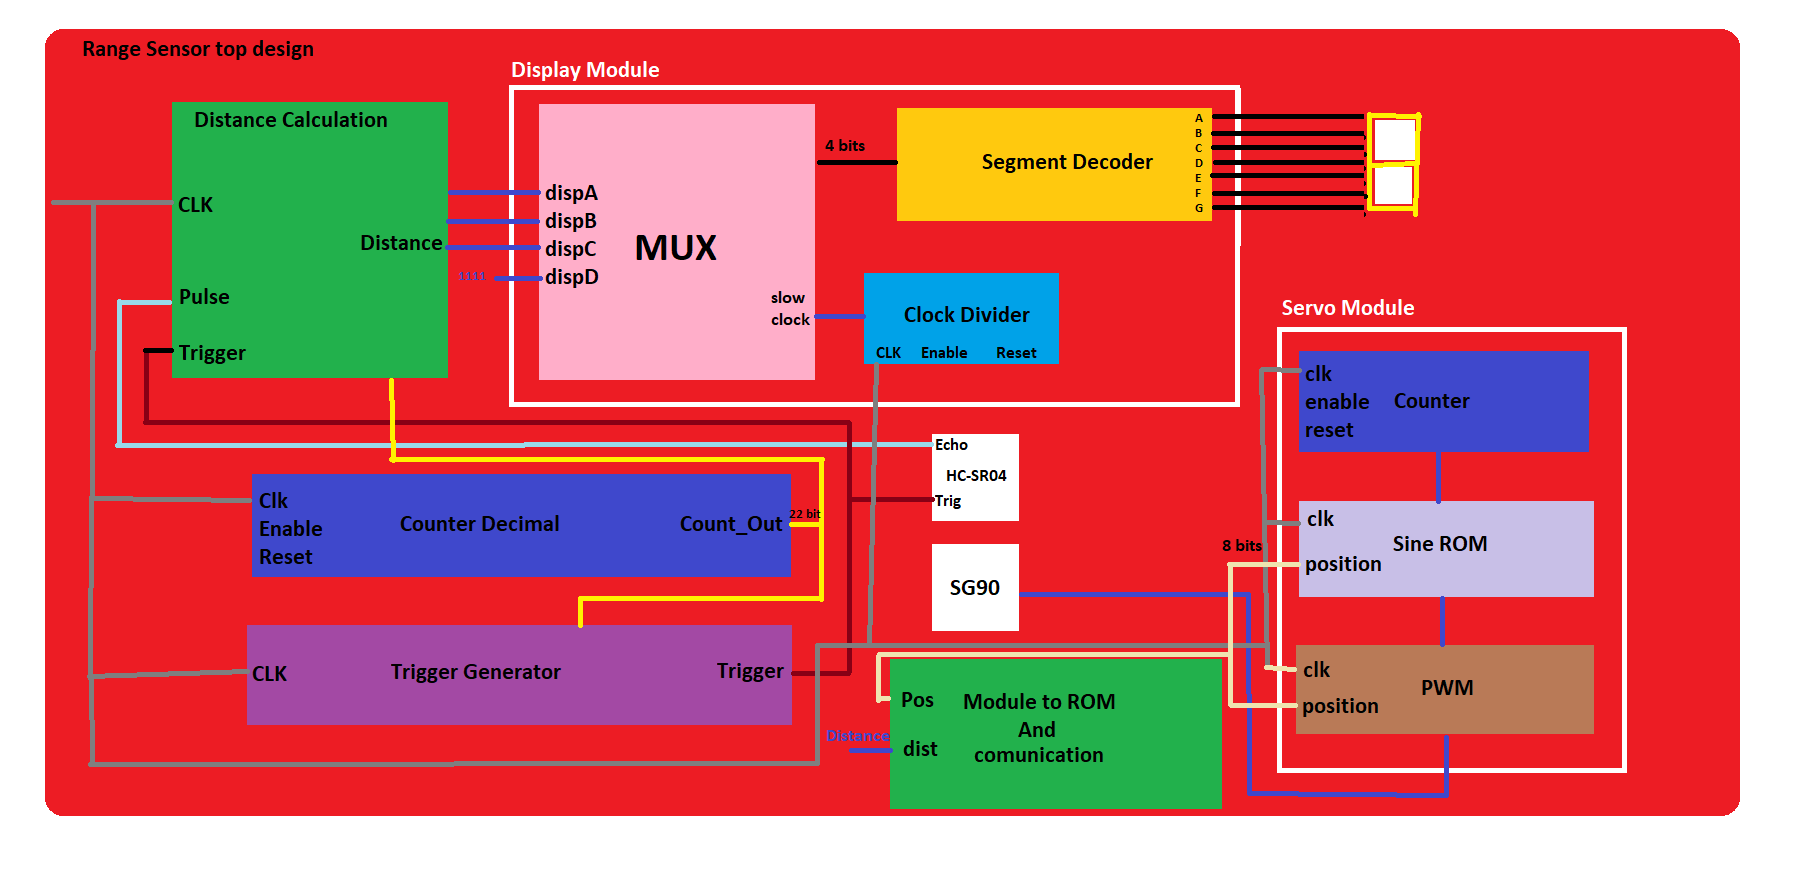 Range Sensor top design
Display Module
Distance Calculation
CLK
Distance
Pulse
Trigger
dispA
dispB
dispC
dispD
1111
MUX
slow
clock
4 bits
Segment Decoder
A
B
C
D
E
F
G
Clock Divider
CLK Enable Reset
Servo Module
clk
enable
reset
Counter
clk
Sine ROM
position
8 bits
clk
PWM
position
Echo
HC-SR04
Trig
SG90
Clk
Enable
Reset
Counter Decimal
Count_Out
22 bit
CLK
Trigger Generator
Trigger
Pos
Distance
dist
Module to ROM
And
comunication